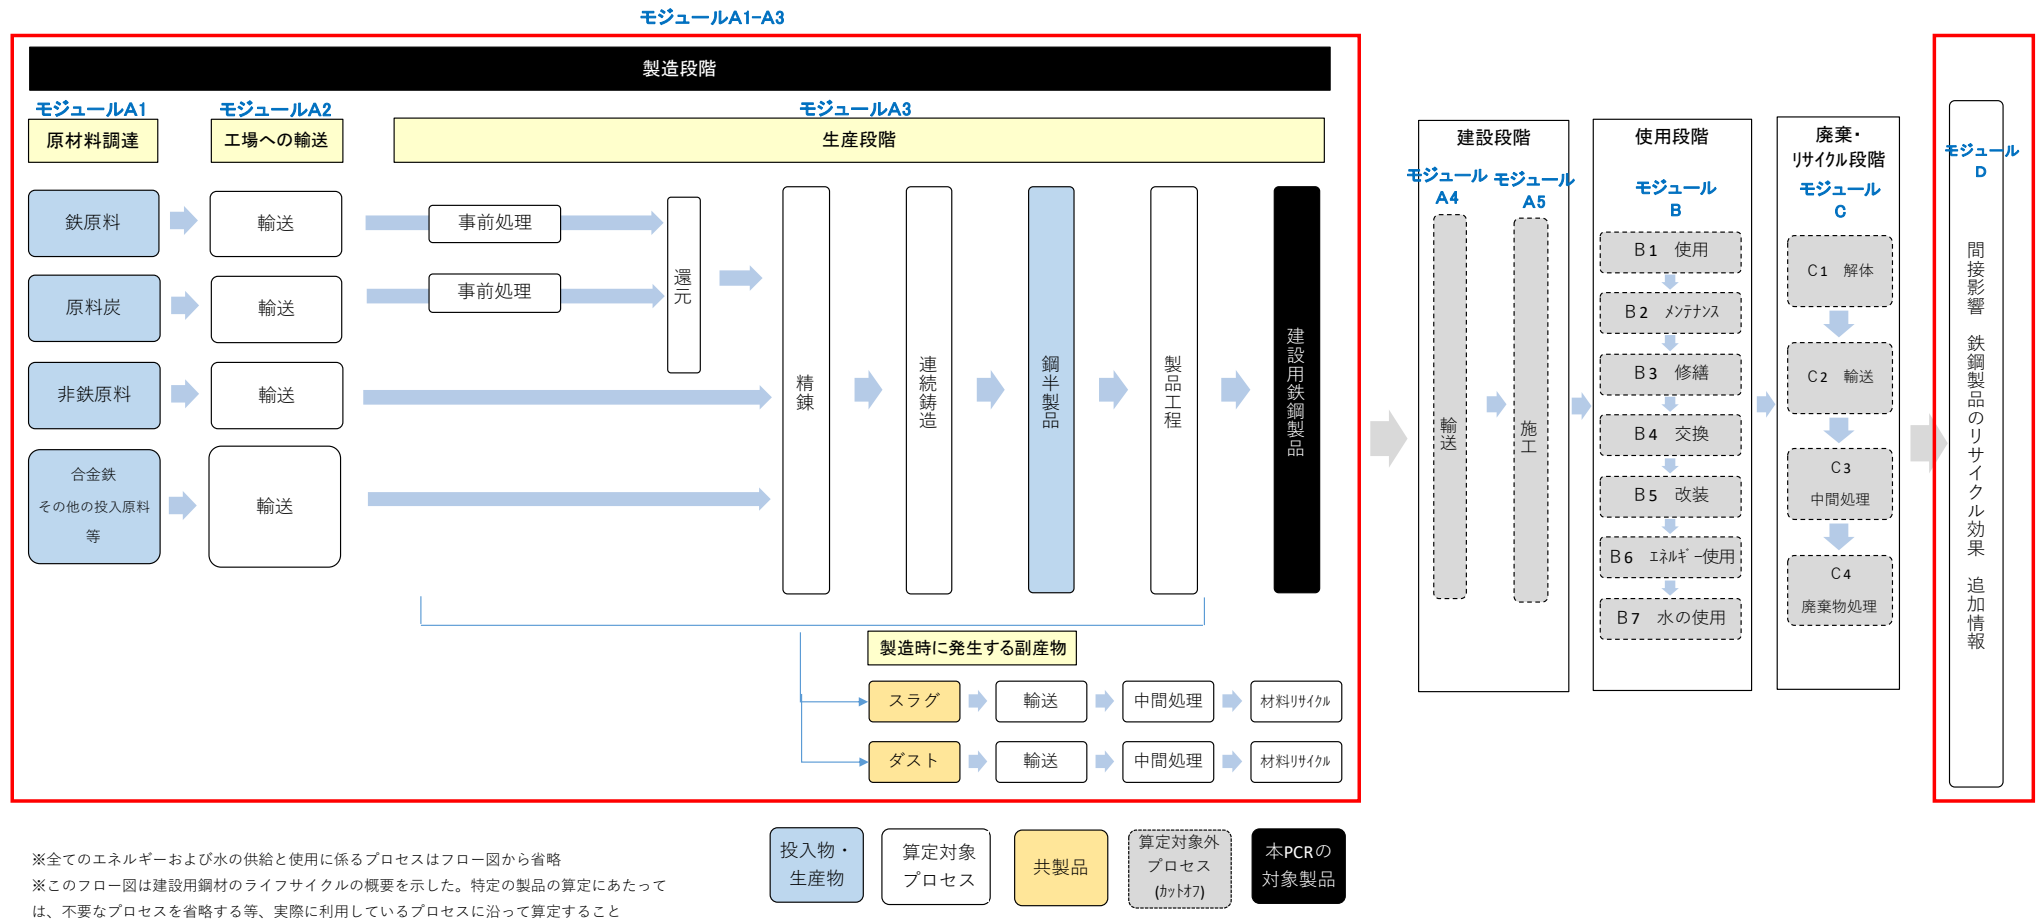 モジュールA1-A3
製造段階
モジュールA1
モジュールA2
モジュールA3
原材料調達
工場への輸送
生産段階
鉄原料
輸送
事前処理
原料炭
輸送
事前処理
還元
非鉄原料
輸送
合金鉄
その他の投入原料
等
輸送
精錬
連続鋳造
鋼半製品
製品工程
建設用鉄鋼製品
製造時に発生する副産物
スラグ
輸送
中間処理
材料ﾘｻｲｸﾙ
ダスト
輸送
中間処理
材料ﾘｻｲｸﾙ
建設段階
モジュール
A4
モジュール
A5
輸送
施工
使用段階
モジュール
B
B1 使用
B2 ﾒﾝﾃﾅﾝｽ
B3 修繕
B4 交換
B5 改装
B6 ｴﾈﾙｷﾞｰ使用
B7 水の使用
廃棄・
ﾘｻｲｸﾙ段階
モジュール
C
C1 解体
C2 輸送
C3
中間処理
C4
廃棄物処理
モジュール
D
間接影響 鉄鋼製品のリサイクル効果 追加情報
※全てのエネルギーおよび水の供給と使用に係るプロセスはフロー図から省略
※このフロー図は建設用鋼材のライフサイクルの概要を示した。特定の製品の算定にあたって
は、不要なプロセスを省略する等、実際に利用しているプロセスに沿って算定すること
投入物・
生産物
算定対象
プロセス
共製品
算定対象外
プロセス
(ｶｯﾄｵﾌ)
本PCRの
対象製品